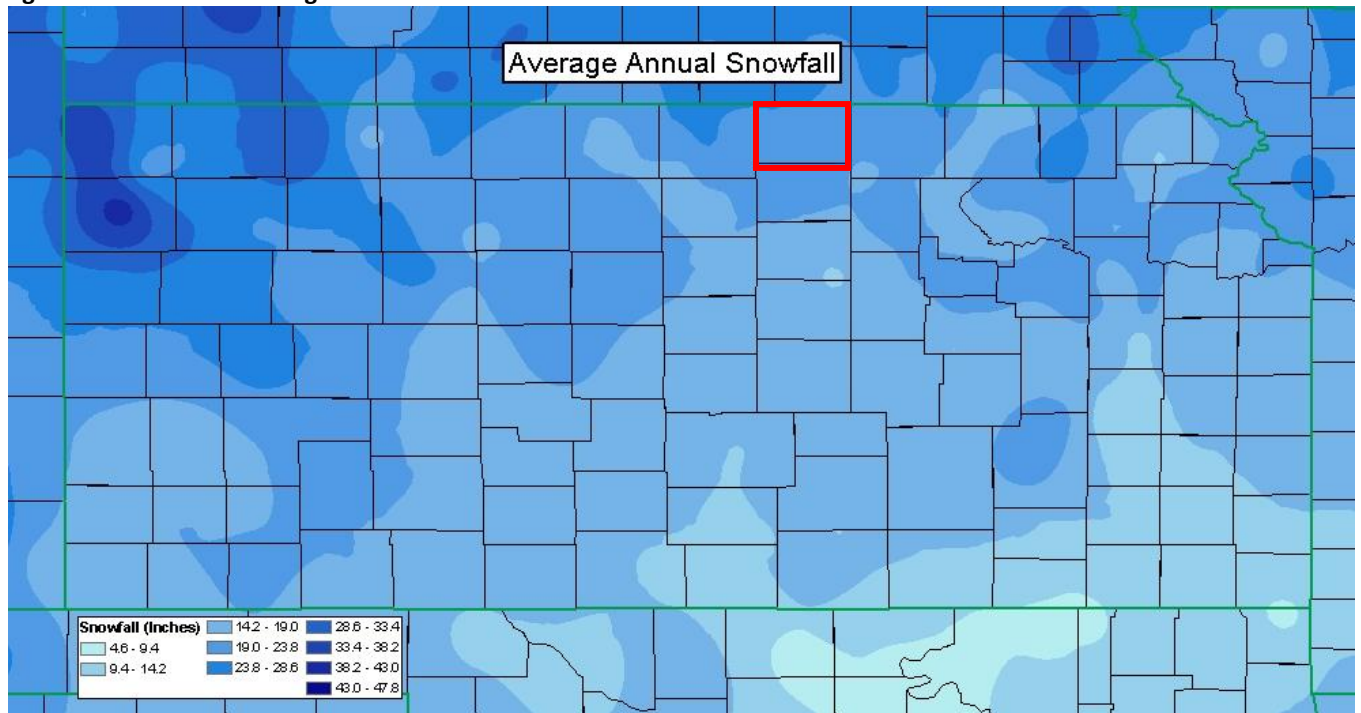 Average Annual Snowfall
Snowfall (Inches)
4.6 - 9.4
9.4 - 14.2
14.2 - 19.0
19.0 - 23.8
23.8 - 28.6
28.6 - 33.4
33.4 - 38.2
38.2 - 43.0
43.0 - 47.8